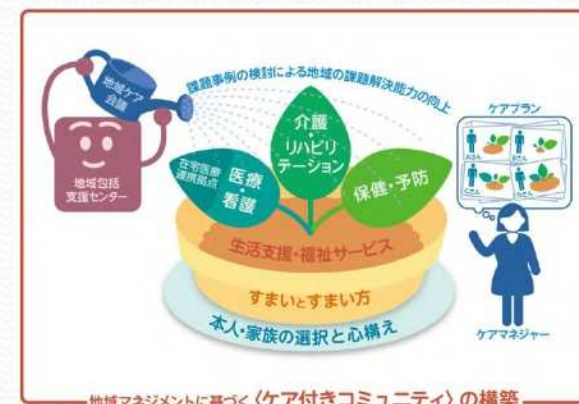 地域ケア
会議
課題事例の検討による地域の課題解決能力の向上
ケアプラン
地域包括
支援センター
介護
・
リハビリ
テーション
在宅医療
連携拠点
医療
・
看護
保健・予防
生活支援・福祉サービス
すまいとすまい方
本人・家族の選択と心構え
ケアマネジャー
地域マネジメントに基づく〈ケア付きコミュニティ〉の構築